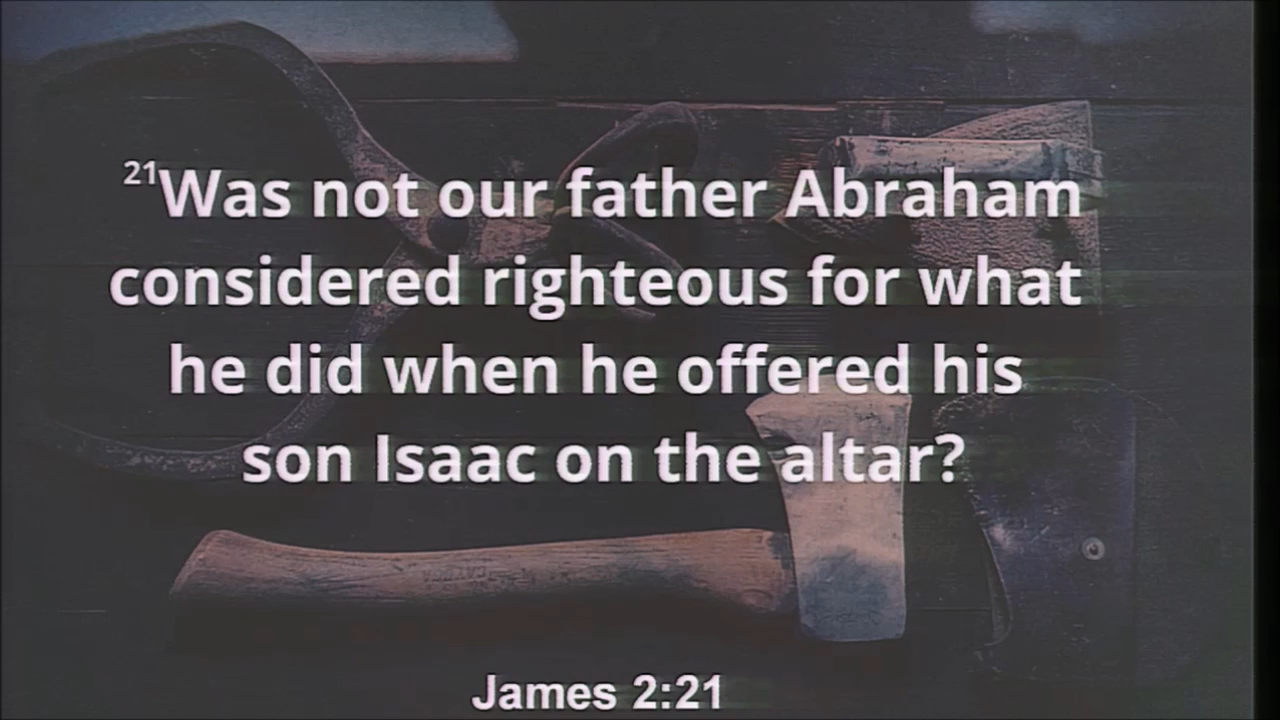 21Was not our father Abraham
considered righteous for what
he did when he offered his
son Isaac on the altar?
James 2:21